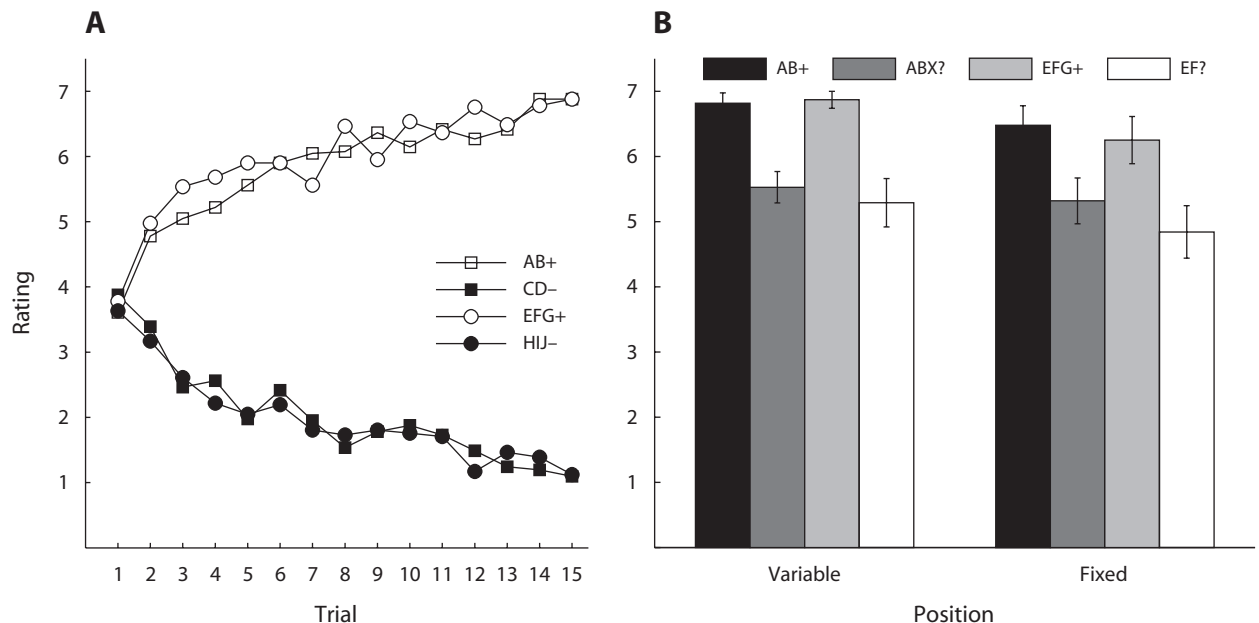 A
7
6
5
4
3
2
1
Rating
AB+
CD–
EFG+
HIJ–
1 2 3 4 5 6 7 8 9 10 11 12 13 14 15
Trial
B
AB+ ABX? EFG+ EF?
7
6
5
4
3
2
1
Variable Fixed
Position